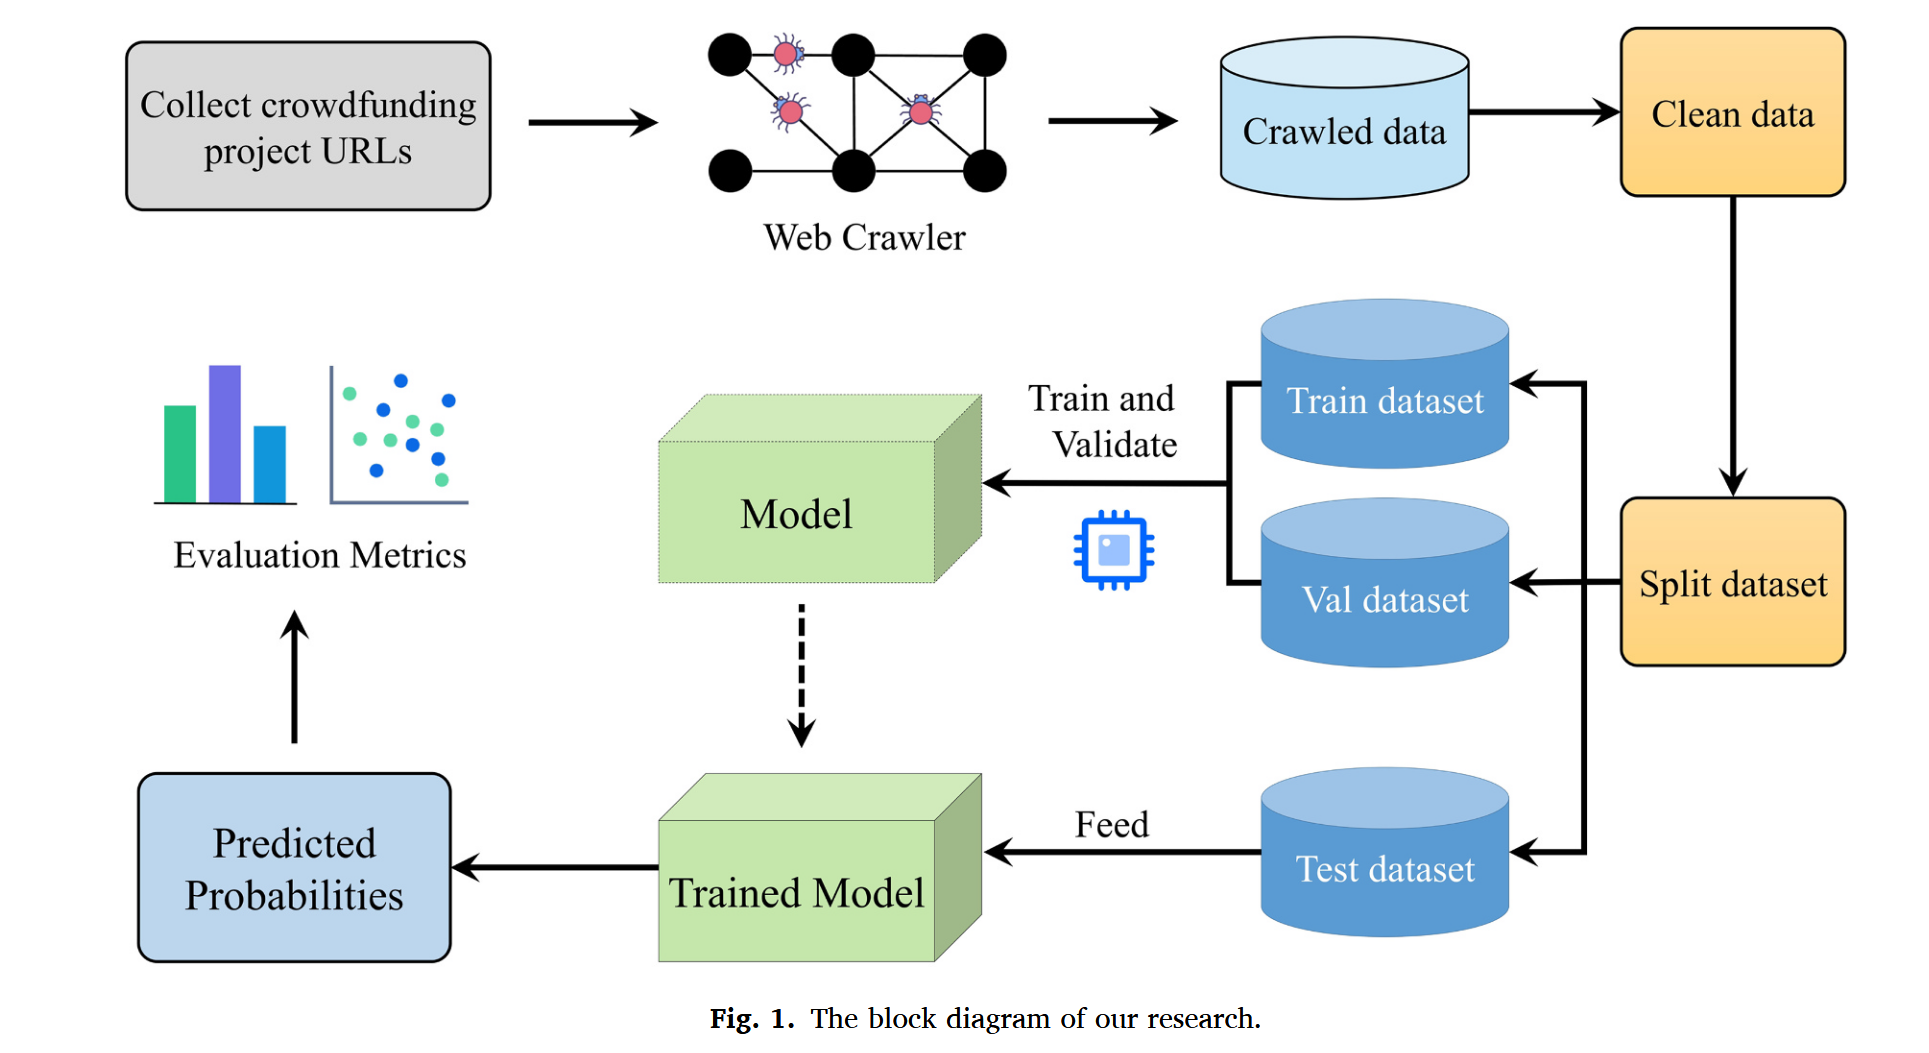 Collect crowdfunding
project URLs
Web Crawler
Crawled data
Clean data
Split dataset
Train dataset
Val dataset
Test dataset
Train and
Validate
Model
Feed
Trained Model
Predicted
Probabilities
Evaluation Metrics
Fig. 1. The block diagram of our research.